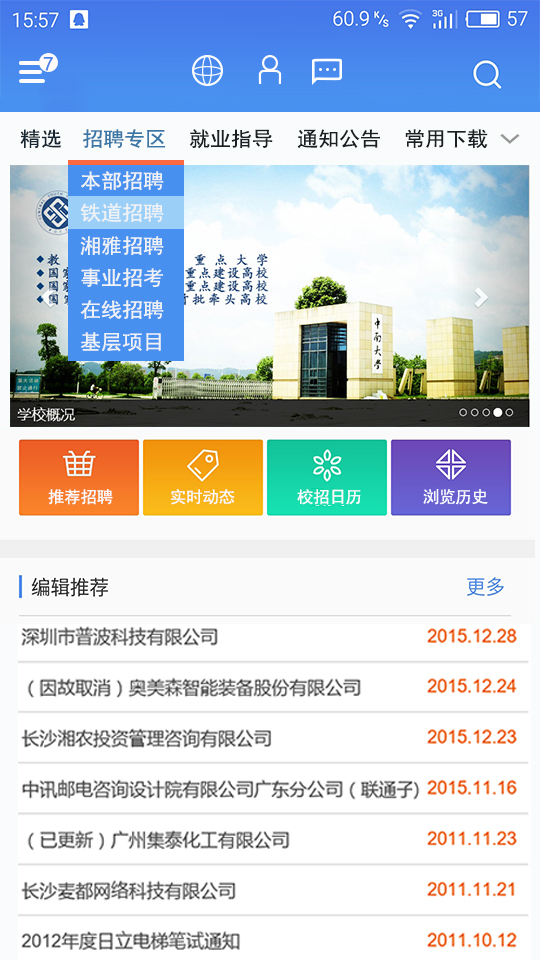 15:57 60.9 K/s 3G 57
7
精选 招聘专区 就业指导 通知公告 常用下载
本部招聘
铁道招聘
湘雅招聘
事业招考
在线招聘
基层项目
教 重点大学
国 重点建设高校
国 批牵头高校
中南大学
学校概况
推荐招聘 实时动态 校招日历 浏览历史
编辑推荐 更多
深圳市普波科技有限公司 2015.12.28
（因故取消）奥美森智能装备股份有限公司 2015.12.24
长沙湘农投资管理咨询有限公司 2015.12.23
中讯邮电咨询设计院有限公司广东分公司（联通子） 2015.11.16
（已更新）广州集泰化工有限公司 2011.11.23
长沙麦都网络科技有限公司 2011.11.21
2012年度日立电梯笔试通知 2011.10.12